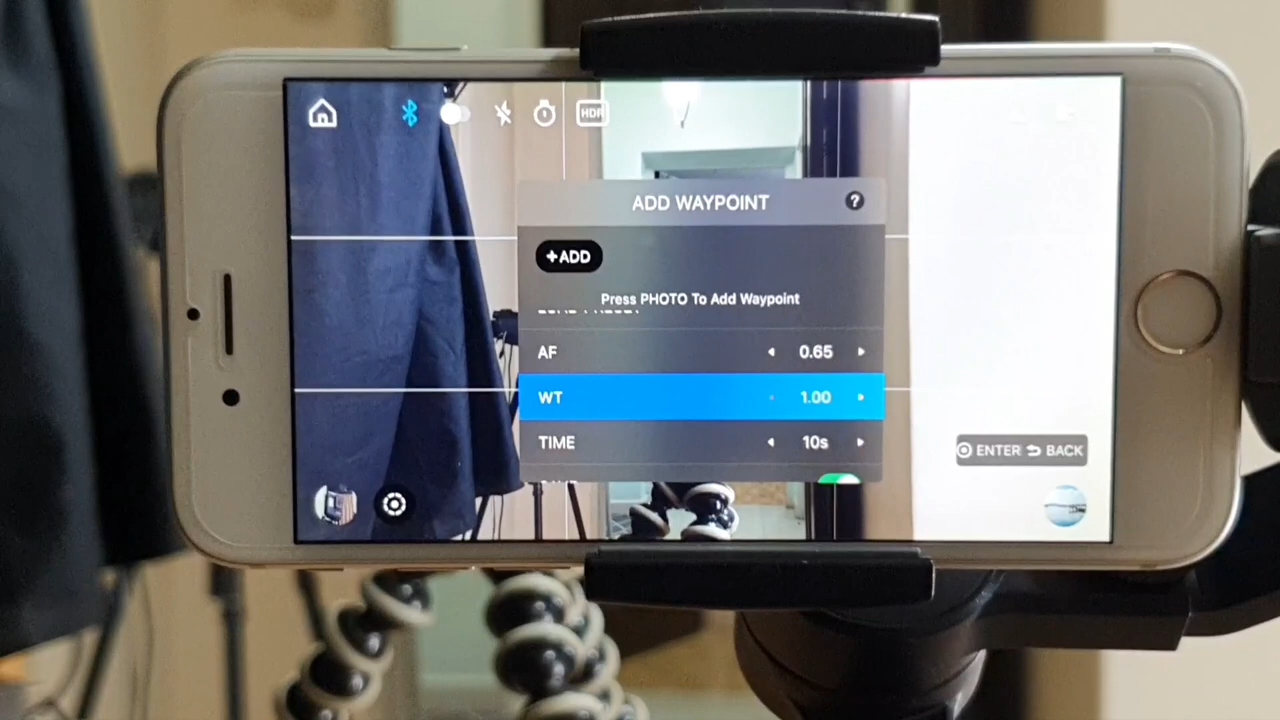 HDR
ADD WAYPOINT ?
+ADD
Press PHOTO To Add Waypoint
AF 0.65
WT 1.00
TIME 10s
ENTER BACK